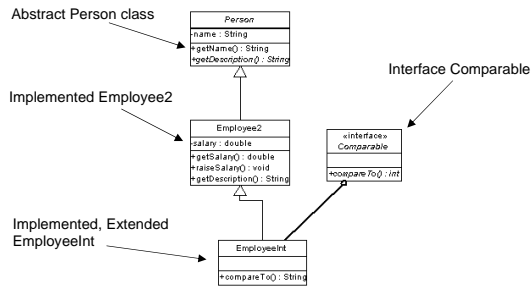 Abstract Person class
Person
-name : String
+getName() : String
+getDescription() : String
Interface Comparable
Implemented Employee2
Employee2
-salary : double
+getSalary() : double
+raiseSalary() : void
+getDescription() : String
«interface»
Comparable
+compareTo() : int
Implemented, Extended
EmployeeInt
EmployeeInt
+compareTo() : String